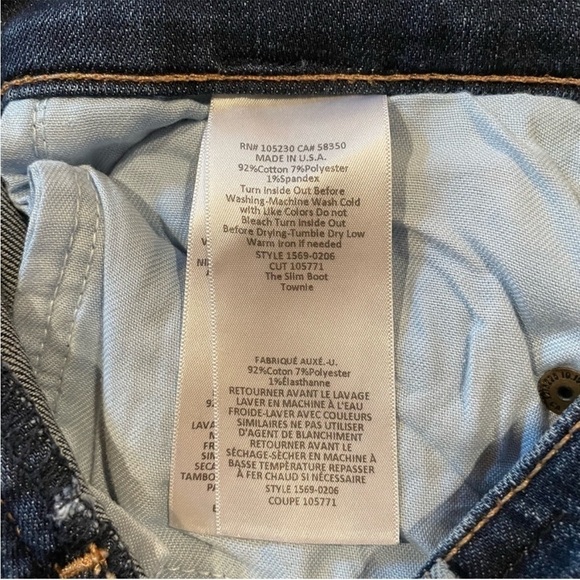 RN# 105230 CA# 58350
MADE IN U.S.A.
92%Cotton 7%Polyester
1%Spandex
Turn Inside Out Before
Washing-Machine Wash Cold
with Like Colors Do not
Bleach Turn Inside Out
Before Drying-Tumble Dry Low
Warm iron if needed
STYLE 1569-0206
CUT 105771
The Slim Boot
Townie
FABRIQUÉ AUXÉ.-U.
92%Coton 7%Polyester
1%Élasthanne
RETOURNER AVANT LE LAVAGE
LAVER EN MACHINE À L'EAU
FROIDE-LAVER AVEC COULEURS
SIMILAIRES NE PAS UTILISER
D'AGENT DE BLANCHIMENT
RETOURNER AVANT LE
SÉCHAGE-SÉCHER EN MACHINE À
BASSE TEMPÉRATURE REPASSER
À FER CHAUD SI NÉCESSAIRE
STYLE 1569-0206
COUPE 105771